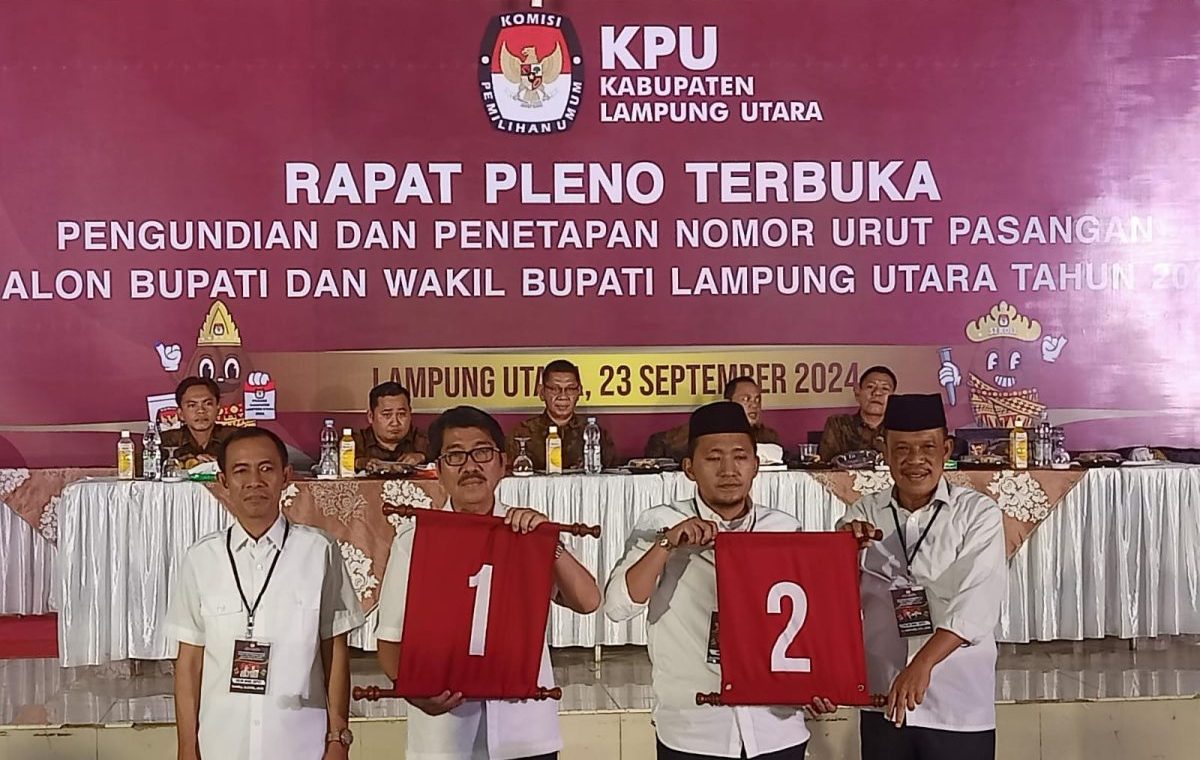 KOMISI
PEMILIHAN UMUM
KPU
KABUPATEN
LAMPUNG UTARA
RAPAT PLENO TERBUKA
PENGUNDIAN DAN PENETAPAN NOMOR URUT PASANGAN
ALON BUPATI DAN WAKIL BUPATI LAMPUNG UTARA TAHUN 20
LAMPUNG UTARA, 23 SEPTEMBER 2024
1
2